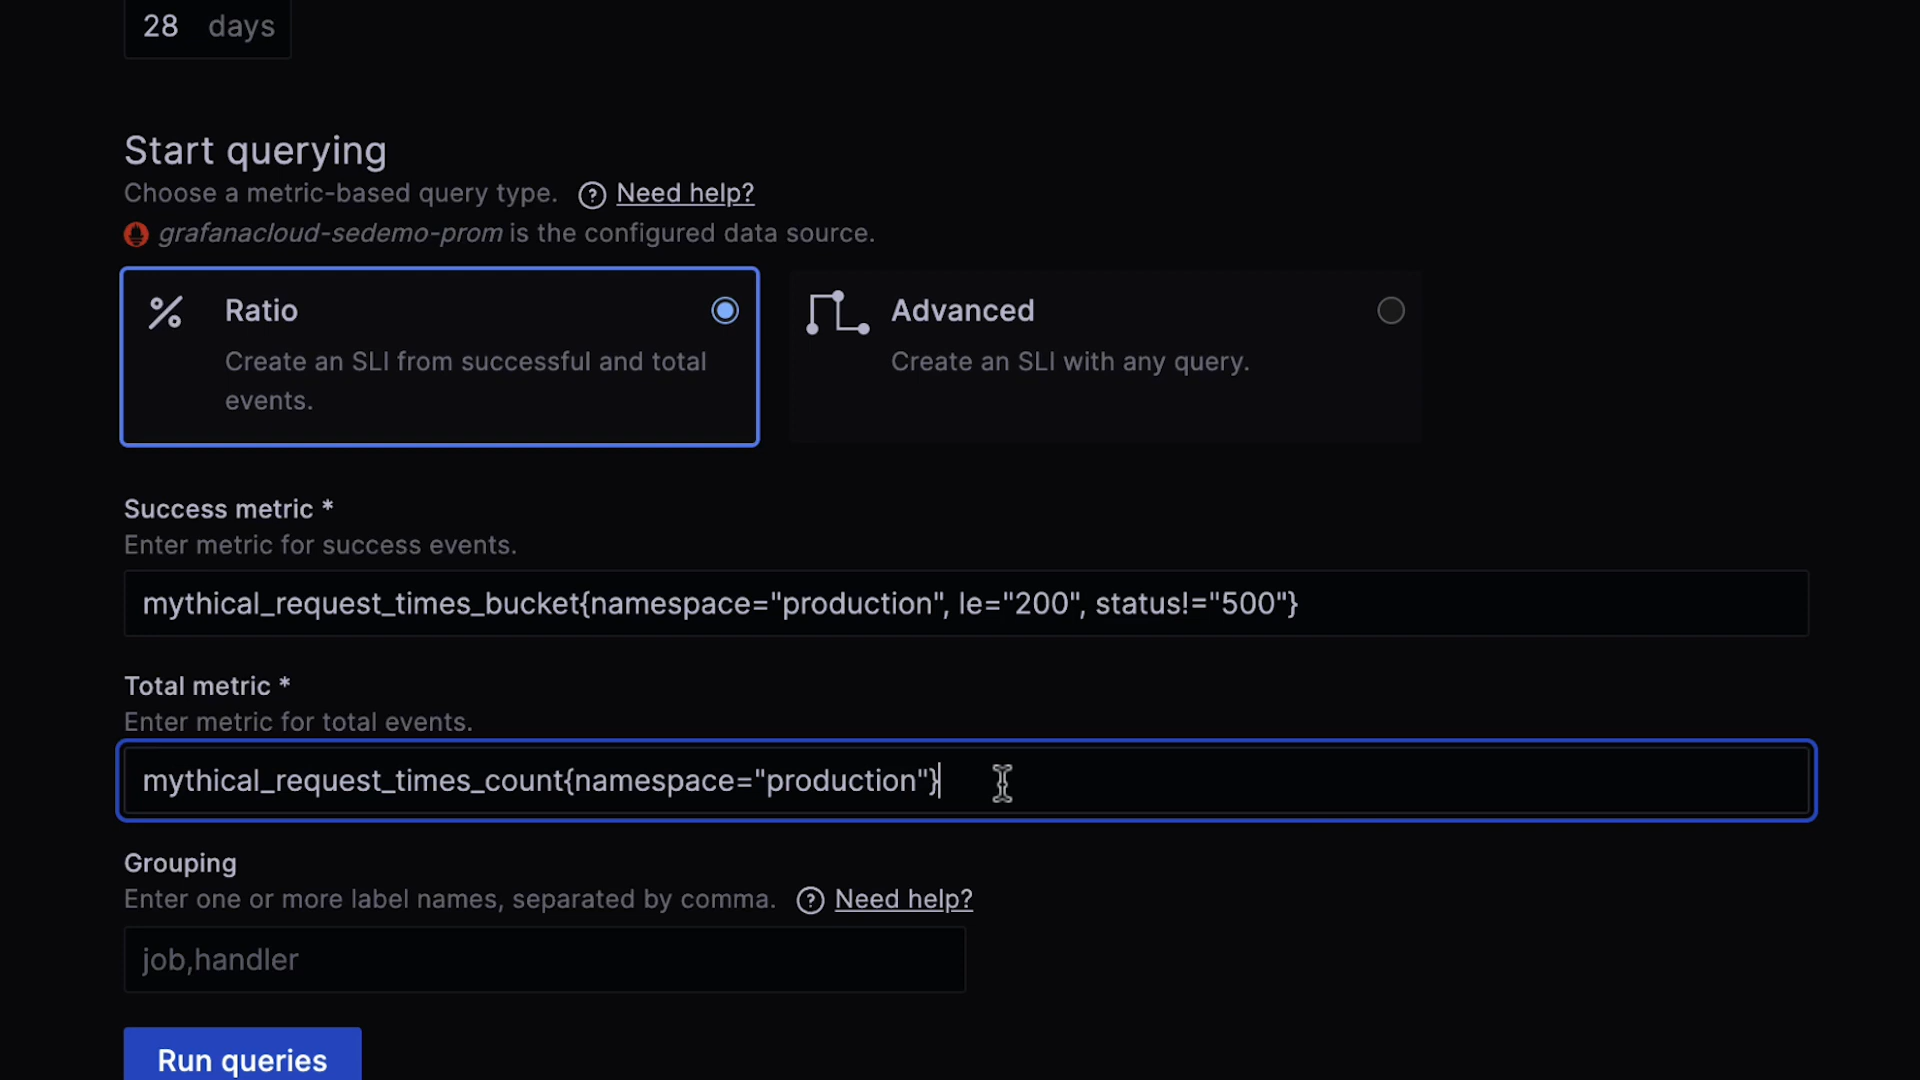 28 days
Start querying
Choose a metric-based query type. Need help?
grafanacloud-sedemo-prom is the configured data source.
Ratio
Create an SLI from successful and total
events.
Advanced
Create an SLI with any query.
Success metric *
Enter metric for success events.
mythical_request_times_bucket{namespace="production", le="200", status!="500"}
Total metric *
Enter metric for total events.
mythical_request_times_count{namespace="production"}
Grouping
Enter one or more label names, separated by comma. Need help?
job,handler
Run queries